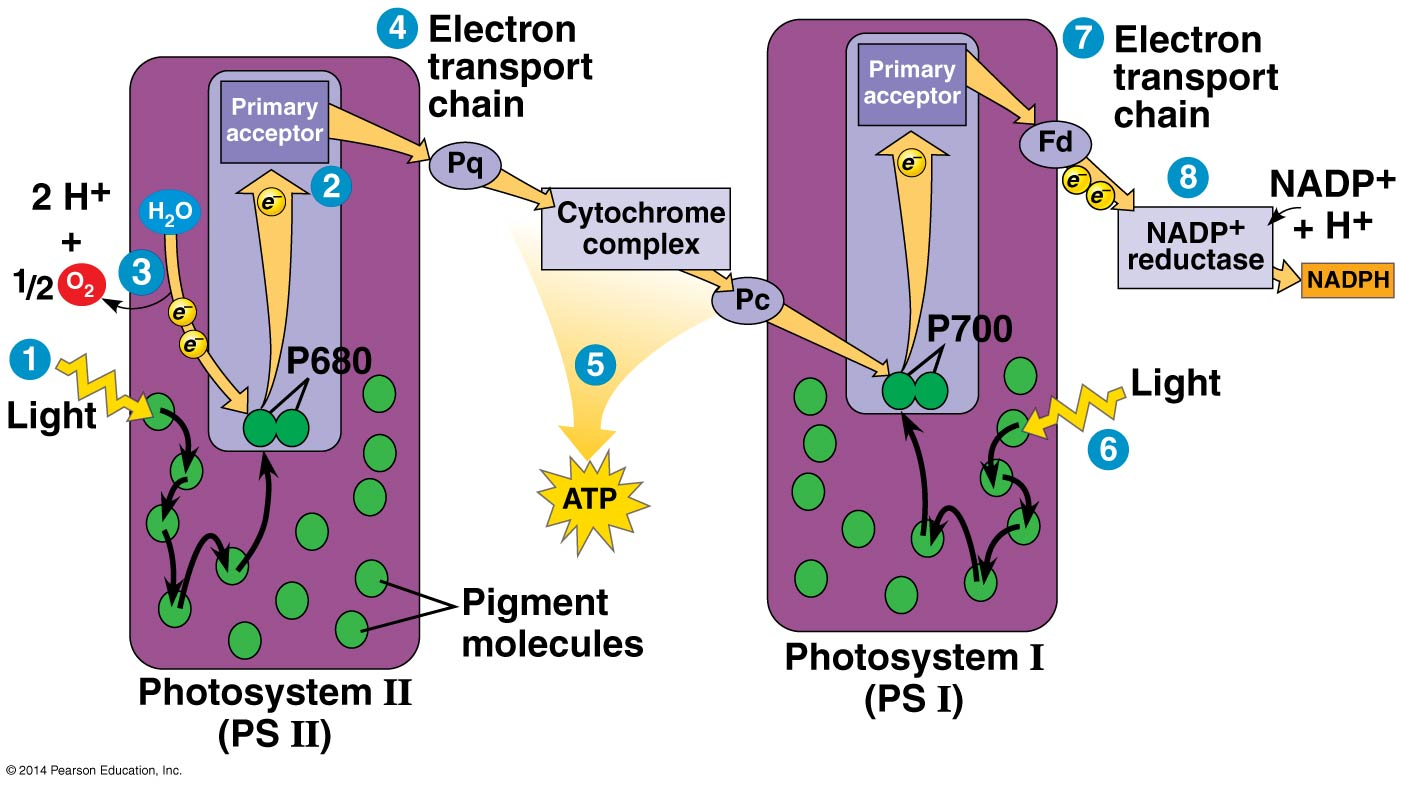 4 Electron
transport
chain
7 Electron
transport
chain
Primary
acceptor
Primary
acceptor
Pq
Fd
e⁻
e⁻
2
e⁻
e⁻
8
NADP+
+ H+
2 H+
+
1/2 O₂
H₂O
3
Cytochrome
complex
NADP+
reductase
NADPH
e⁻
e⁻
Pc
1
Light
P680
5
P700
Light
6
ATP
Pigment
molecules
Photosystem II
(PS II)
Photosystem I
(PS I)
© 2014 Pearson Education, Inc.